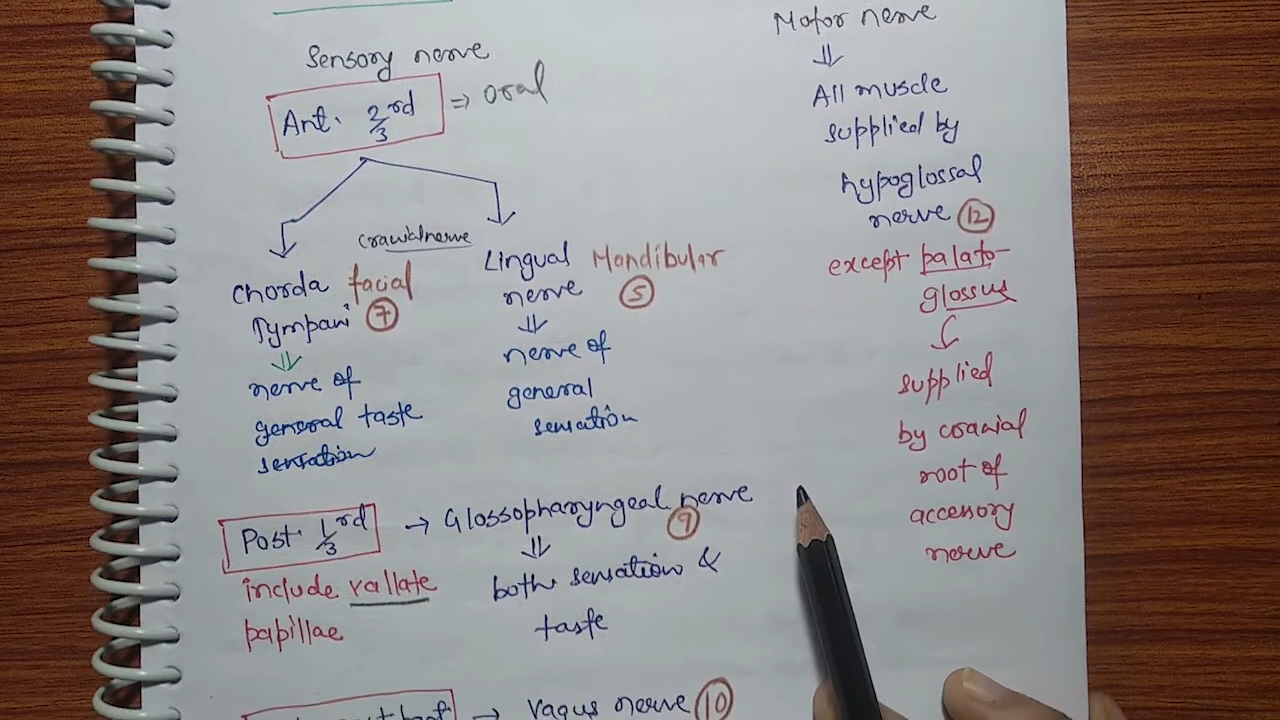 Sensory nerve
Ant. 2/3 rd => oral
cranial nerve
Chorda facial
Tympani 7
nerve of
general taste
sensation
Lingual Mandibular
nerve 5
nerve of
general
sensation
Post. 1/3 rd → Glossopharyngeal nerve
9
include vallate
papillae
both sensation &
taste
→ Vagus nerve 10
Motor nerve
All muscle
supplied by
hypoglossal
nerve 12
except palato-
glossus
supplied
by cranial
root of
accessory
nerve